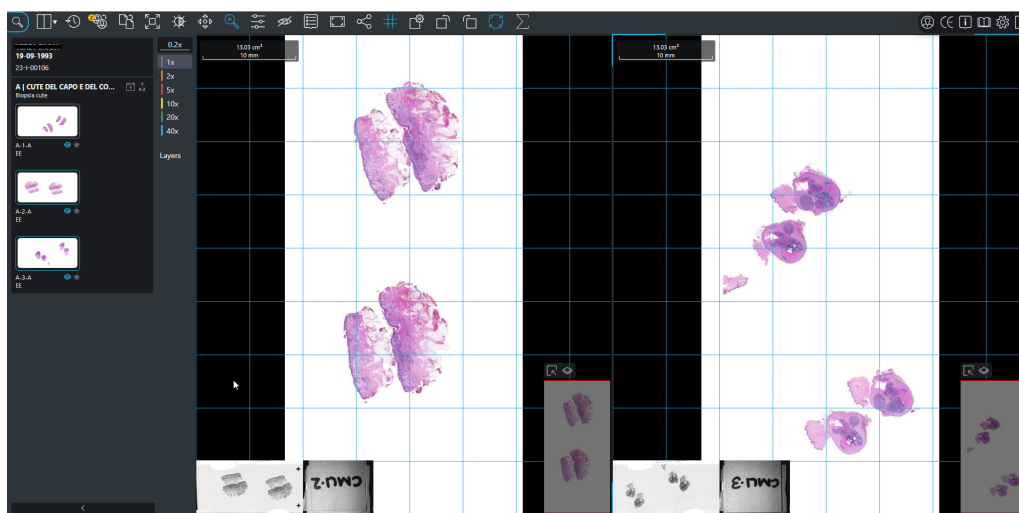 19-09-1993
23-I-00106
A | CUTE DEL CAPO E DEL CO...
Biopsia cute
A-1-A
EE
A-2-A
EE
A-3-A
EE
0.2x
1x
2x
5x
10x
20x
40x
Layers
13.03 cm²
10 mm
13.03 cm²
10 mm
CMU-2
CMU-3